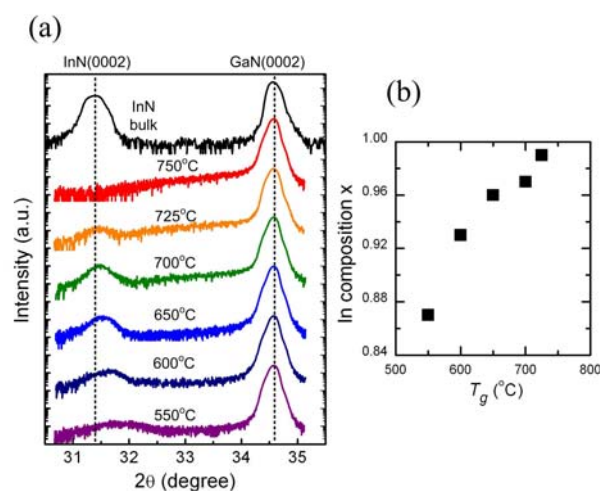 (a)
InN(0002) GaN(0002)
InN
bulk
750°C
725°C
700°C
650°C
600°C
550°C
Intensity (a.u.)
31 32 33 34 35
2θ (degree)
(b)
1.00
0.96
0.92
0.88
0.84
In composition x
500 600 700 800
Tg (°C)